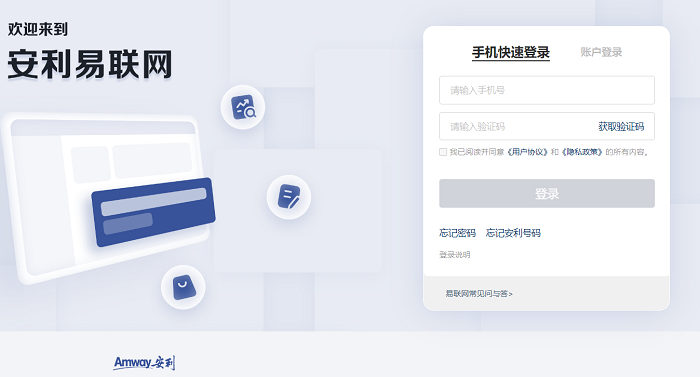 欢迎来到
安利易联网
手机快速登录 账户登录
请输入手机号
请输入验证码 获取验证码
我已阅读并同意《用户协议》和《隐私政策》的所有内容。
登录
忘记密码 忘记安利号码
登录说明
易联网常见问与答>
Amway 安利